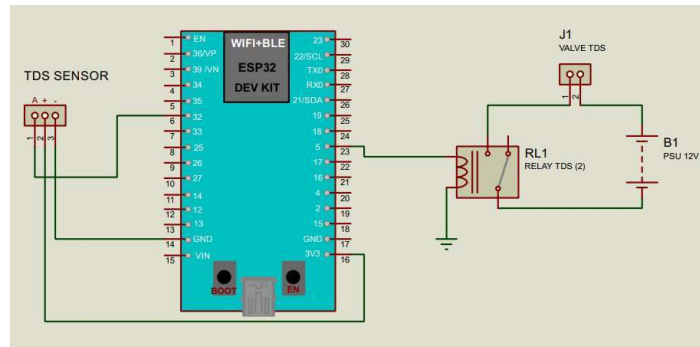 TDS SENSOR
A + -
1 2 3
WIFI+BLE
ESP32
DEV KIT
1 EN
2 36/VP
3 39 /VN
4 34
5 35
6 32
7 33
8 25
9 26
10 27
11 14
12 12
13 13
14 GND
15 VIN
23 30
22/SCL 29
TX0 28
RX0 27
21/SDA 26
19 25
18 24
5 23
17 22
16 21
4 20
2 19
15 18
GND 17
3V3 16
BOOT
EN
J1
VALVE TDS
1 2
RL1
RELAY TDS (2)
B1
PSU 12V